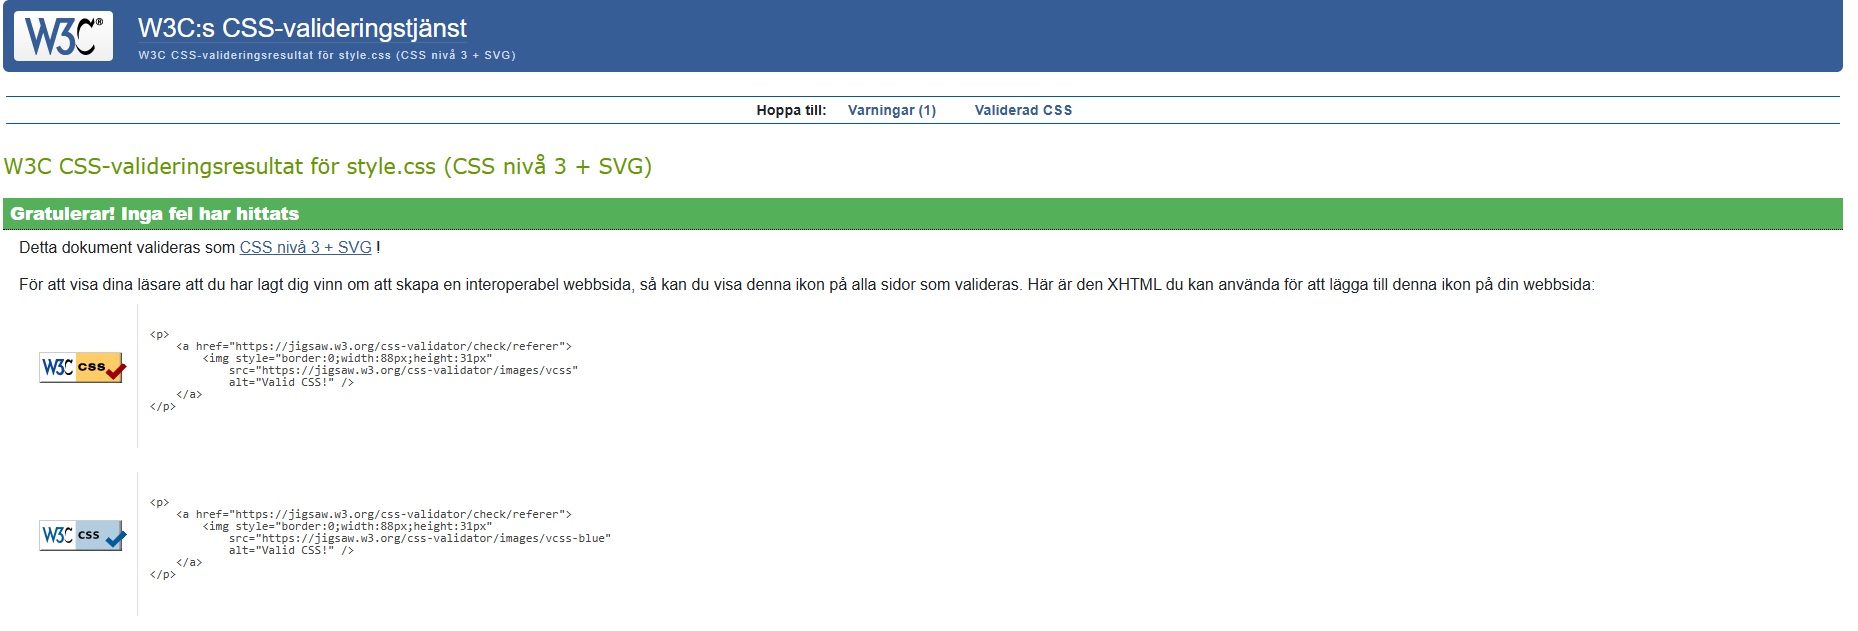 W3C®
W3C:s CSS-valideringstjänst
W3C CSS-valideringsresultat för style.css (CSS nivå 3 + SVG)
Hoppa till: Varningar (1) Validerad CSS
W3C CSS-valideringsresultat för style.css (CSS nivå 3 + SVG)
Gratulerar! Inga fel har hittats
Detta dokument valideras som CSS nivå 3 + SVG !
För att visa dina läsare att du har lagt dig vinn om att skapa en interoperabel webbsida, så kan du visa denna ikon på alla sidor som valideras. Här är den XHTML du kan använda för att lägga till denna ikon på din webbsida:
W3C css
<p>
<a href="https://jigsaw.w3.org/css-validator/check/referer">
<img style="border:0;width:88px;height:31px"
src="https://jigsaw.w3.org/css-validator/images/vcss"
alt="Valid CSS!" />
</a>
</p>
W3C css
<p>
<a href="https://jigsaw.w3.org/css-validator/check/referer">
<img style="border:0;width:88px;height:31px"
src="https://jigsaw.w3.org/css-validator/images/vcss-blue"
alt="Valid CSS!" />
</a>
</p>